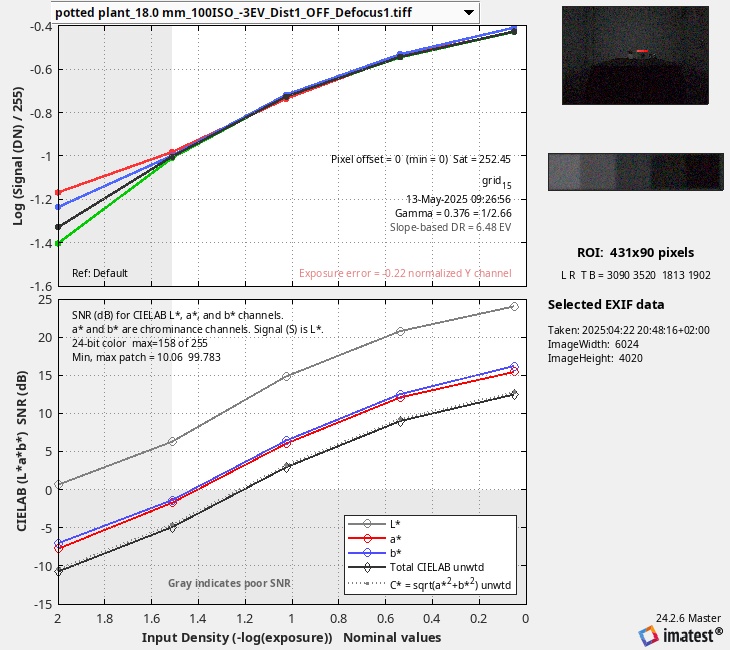 potted plant_18.0 mm_100ISO_-3EV_Dist1_OFF_Defocus1.tiff
Log (Signal (DN) / 255)
-0.4
-0.6
-0.8
-1
-1.2
-1.4
-1.6
Pixel offset = 0 (min = 0) Sat = 252.45
grid15
13-May-2025 09:26:56
Gamma = 0.376 = 1/2.66
Slope-based DR = 6.48 EV
Ref: Default
Exposure error = -0.22 normalized Y channel
CIELAB (L*a*b*) SNR (dB)
25
20
15
10
5
0
-5
-10
-15
SNR (dB) for CIELAB L*, a*, and b* channels.
a* and b* are chrominance channels. Signal (S) is L*.
24-bit color max=158 of 255
Min, max patch = 10.06 99.783
Gray indicates poor SNR
L*
a*
b*
Total CIELAB unwtd
C* = sqrt(a*2+b*2) unwtd
2 1.8 1.6 1.4 1.2 1 0.8 0.6 0.4 0.2 0
Input Density (-log(exposure)) Nominal values
ROI: 431x90 pixels
L R T B = 3090 3520 1813 1902
Selected EXIF data
Taken: 2025:04:22 20:48:16+02:00
ImageWidth: 6024
ImageHeight: 4020
24.2.6 Master
imatest®